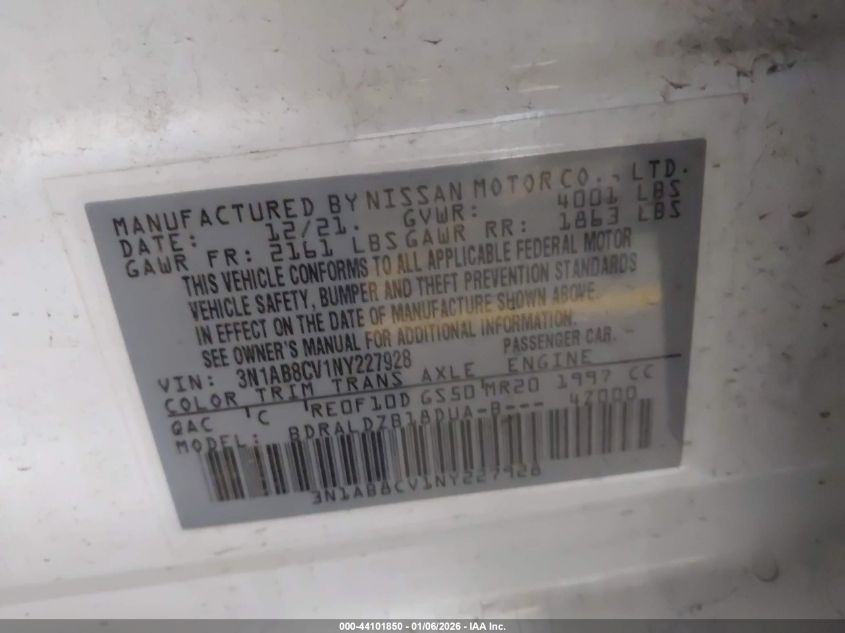 MANUFACTURED BY NISSAN MOTOR CO., LTD.
DATE: 12/21. GVWR: 4001 LBS
GAWR FR: 2161 LBS GAWR RR: 1863 LBS
THIS VEHICLE CONFORMS TO ALL APPLICABLE FEDERAL MOTOR
VEHICLE SAFETY, BUMPER AND THEFT PREVENTION STANDARDS
IN EFFECT ON THE DATE OF MANUFACTURE SHOWN ABOVE.
SEE OWNER'S MANUAL FOR ADDITIONAL INFORMATION.
PASSENGER CAR.
VIN: 3N1AB8CV1NY227928
COLOR TRIM TRANS AXLE ENGINE
QAC C RE0F10D GS50 MR20 1997 CC
MODEL: BDRALDZB18DUA-B--- 42000
3N1AB8CV1NY227928
000-44101850 - 01/06/2026 - IAA Inc.